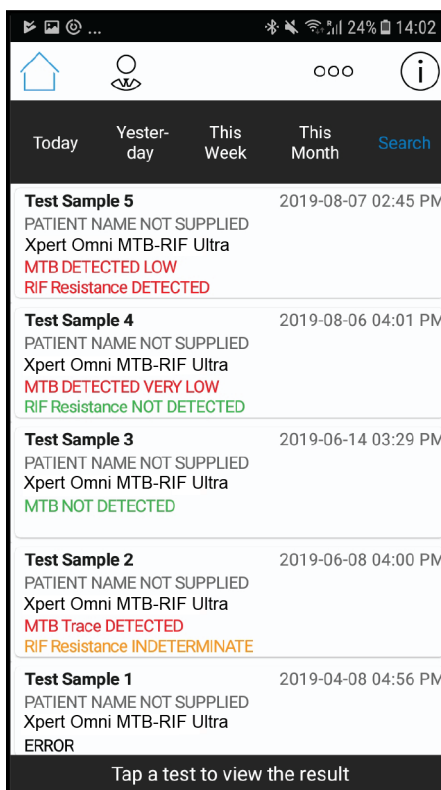 ... 24% 14:02
ooo i
Today Yester-day This Week This Month Search
Test Sample 5 2019-08-07 02:45 PM
PATIENT NAME NOT SUPPLIED
Xpert Omni MTB-RIF Ultra
MTB DETECTED LOW
RIF Resistance DETECTED
Test Sample 4 2019-08-06 04:01 PM
PATIENT NAME NOT SUPPLIED
Xpert Omni MTB-RIF Ultra
MTB DETECTED VERY LOW
RIF Resistance NOT DETECTED
Test Sample 3 2019-06-14 03:29 PM
PATIENT NAME NOT SUPPLIED
Xpert Omni MTB-RIF Ultra
MTB NOT DETECTED
Test Sample 2 2019-06-08 04:00 PM
PATIENT NAME NOT SUPPLIED
Xpert Omni MTB-RIF Ultra
MTB Trace DETECTED
RIF Resistance INDETERMINATE
Test Sample 1 2019-04-08 04:56 PM
PATIENT NAME NOT SUPPLIED
Xpert Omni MTB-RIF Ultra
ERROR
Tap a test to view the result